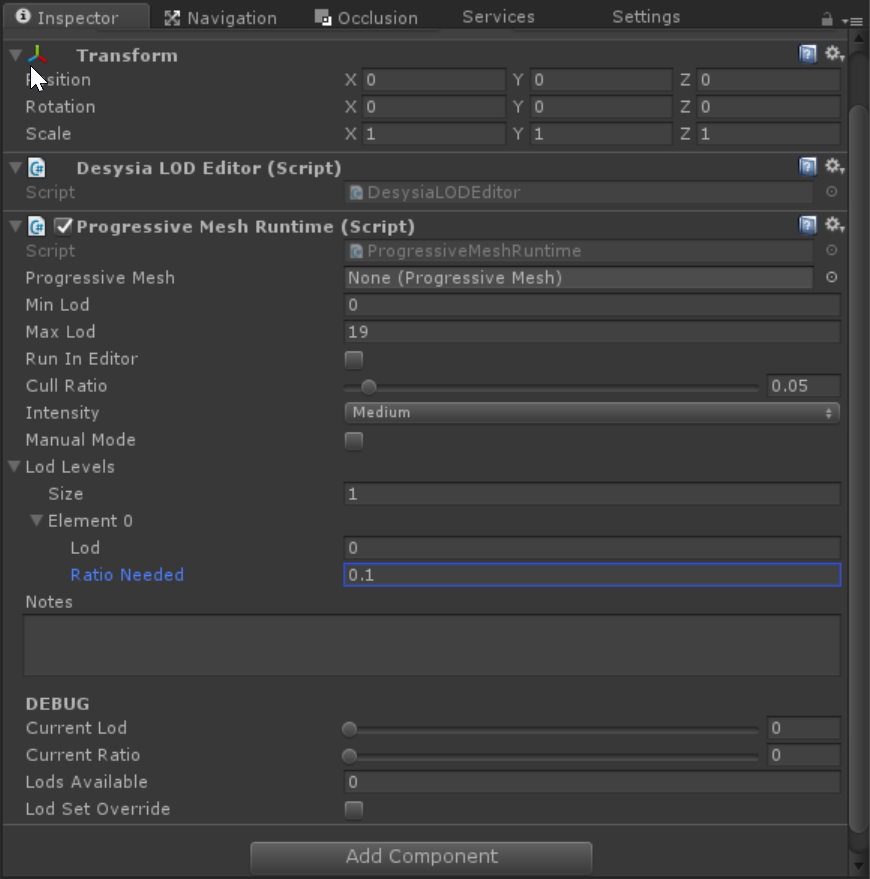 Inspector Navigation Occlusion Services Settings
Transform
Position X 0 Y 0 Z 0
Rotation X 0 Y 0 Z 0
Scale X 1 Y 1 Z 1
Desysia LOD Editor (Script)
Script DesysiaLODEditor
Progressive Mesh Runtime (Script)
Script ProgressiveMeshRuntime
Progressive Mesh None (Progressive Mesh)
Min Lod 0
Max Lod 19
Run In Editor
Cull Ratio 0.05
Intensity Medium
Manual Mode
Lod Levels
Size 1
Element 0
Lod 0
Ratio Needed 0.1
Notes
DEBUG
Current Lod 0
Current Ratio 0
Lods Available 0
Lod Set Override
Add Component